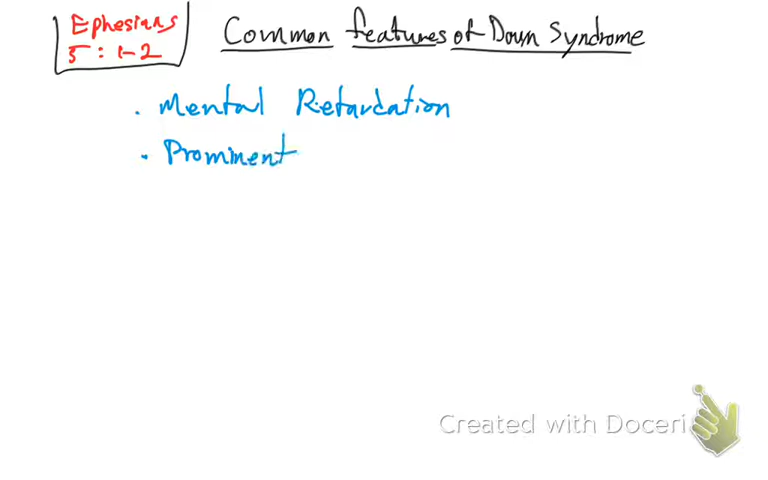 Ephesians
5:1-2
Common features of Down Syndrome
. Mental Retardation
. Prominent
Created with Doceri